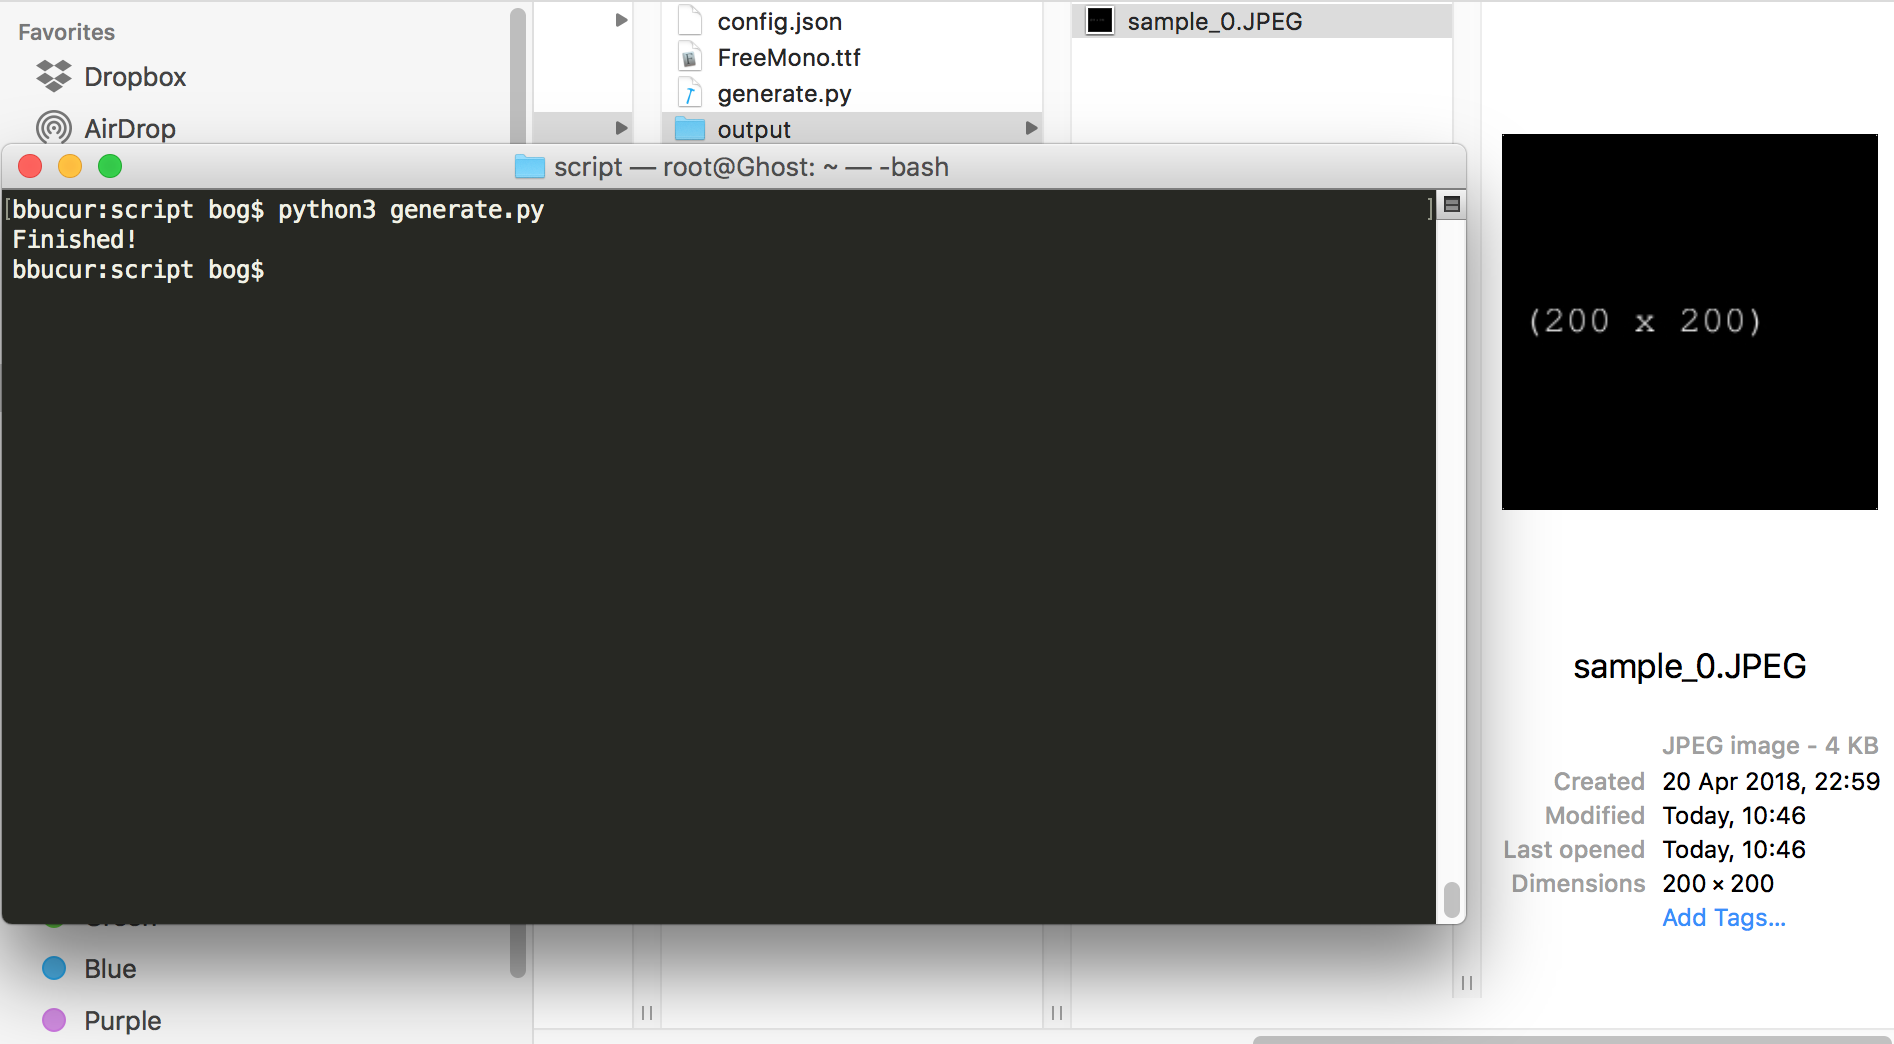 Favorites
Dropbox
AirDrop
config.json
FreeMono.ttf
generate.py
output
sample_0.JPEG
script — root@Ghost: ~ — -bash
[bbucur:script bog$ python3 generate.py ]
Finished!
bbucur:script bog$
(200 x 200)
sample_0.JPEG
JPEG image - 4 KB
Created 20 Apr 2018, 22:59
Modified Today, 10:46
Last opened Today, 10:46
Dimensions 200 × 200
Add Tags...
Green
Blue
Purple